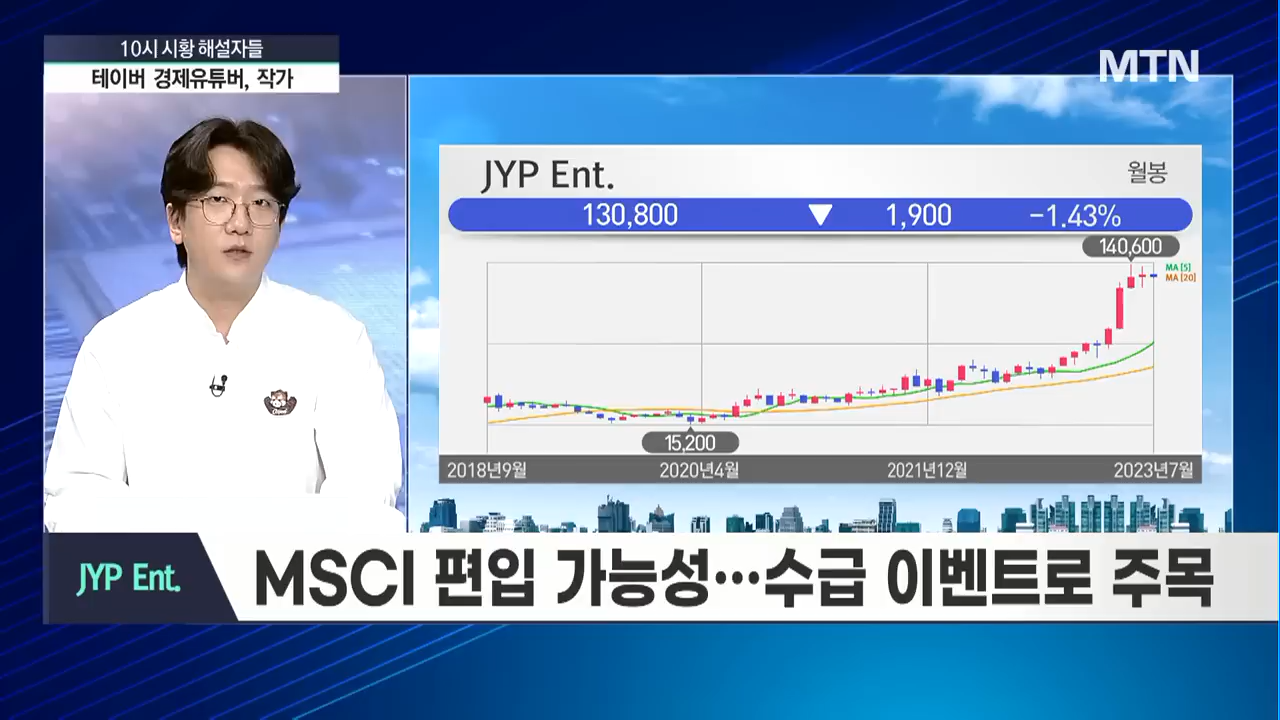 10시 시황 해설자들
테이버 경제유튜버, 작가
MTN
JYP Ent.
월봉
130,800 ▼ 1,900 -1.43%
140,600
MA [5]
MA [20]
15,200
2018년9월 2020년4월 2021년12월 2023년7월
JYP Ent.
MSCI 편입 가능성…수급 이벤트로 주목